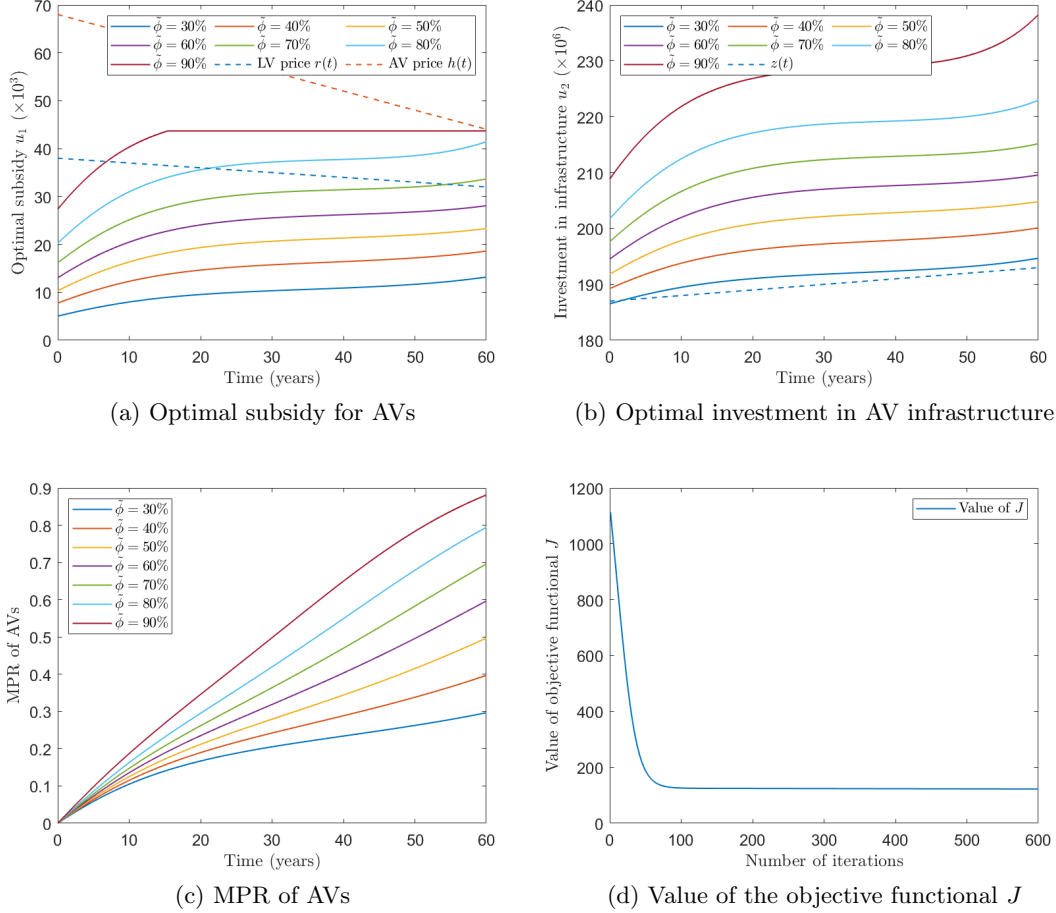 70
60
50
40
30
20
10
0
0 10 20 30 40 50 60
Optimal subsidy u₁ (×10³)
Time (years)
φ̃ = 30% φ̃ = 40% φ̃ = 50%
φ̃ = 60% φ̃ = 70% φ̃ = 80%
φ̃ = 90% LV price r(t) AV price h(t)
(a) Optimal subsidy for AVs
240
230
220
210
200
190
180
0 10 20 30 40 50 60
Investment in infrastructure u₂ (×10⁶)
Time (years)
φ̃ = 30% φ̃ = 40% φ̃ = 50%
φ̃ = 60% φ̃ = 70% φ̃ = 80%
φ̃ = 90% z(t)
(b) Optimal investment in AV infrastructure
0.9
0.8
0.7
0.6
0.5
0.4
0.3
0.2
0.1
0
0 10 20 30 40 50 60
MPR of AVs
Time (years)
φ̃ = 30%
φ̃ = 40%
φ̃ = 50%
φ̃ = 60%
φ̃ = 70%
φ̃ = 80%
φ̃ = 90%
(c) MPR of AVs
1200
1000
800
600
400
200
0
0 100 200 300 400 500 600
Value of objective functional J
Number of iterations
Value of J
(d) Value of the objective functional J